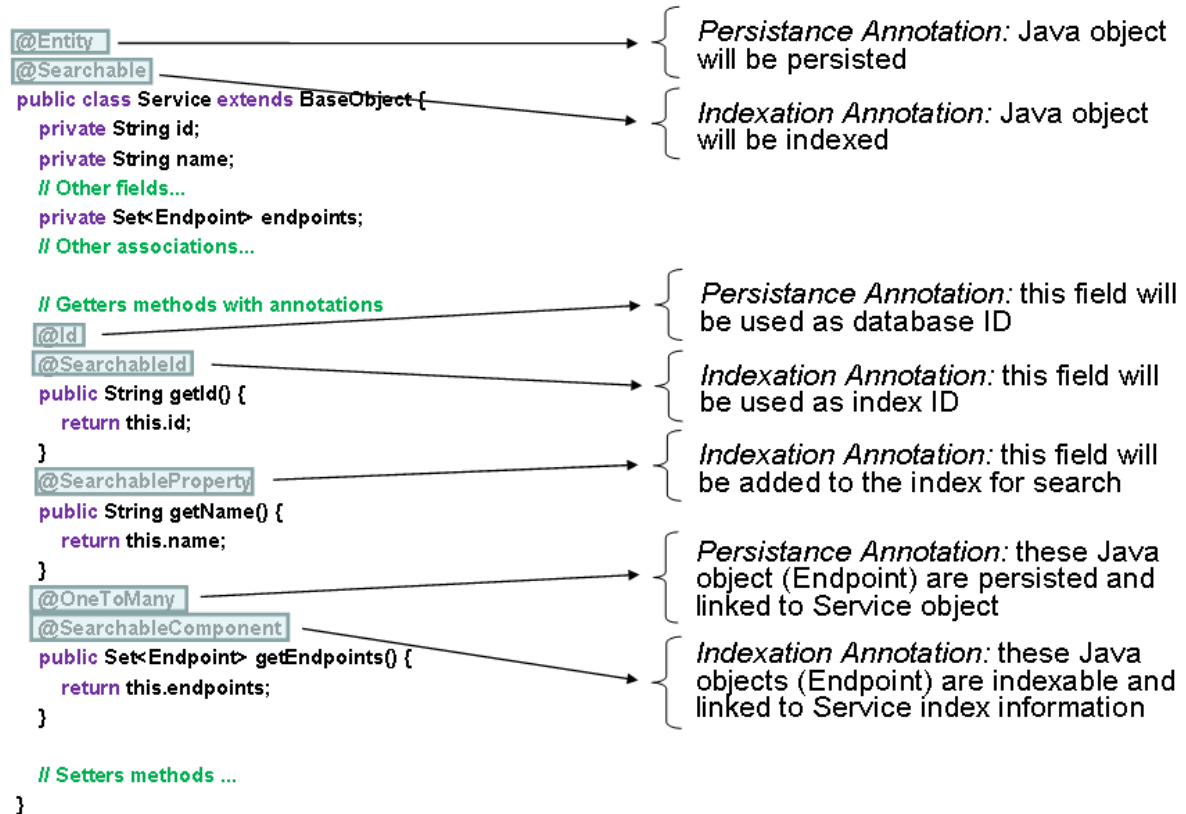 @Entity
@Searchable
public class Service extends BaseObject {
private String id;
private String name;
// Other fields...
private Set<Endpoint> endpoints;
// Other associations...
// Getters methods with annotations
@Id
@SearchableId
public String getId() {
return this.id;
}
@SearchableProperty
public String getName() {
return this.name;
}
@OneToMany
@SearchableComponent
public Set<Endpoint> getEndpoints() {
return this.endpoints;
}
// Setters methods ...
}
Persistance Annotation: Java object
will be persisted
Indexation Annotation: Java object
will be indexed
Persistance Annotation: this field will
be used as database ID
Indexation Annotation: this field will
be used as index ID
Indexation Annotation: this field will
be added to the index for search
Persistance Annotation: these Java
object (Endpoint) are persisted and
linked to Service object
Indexation Annotation: these Java
objects (Endpoint) are indexable and
linked to Service index information